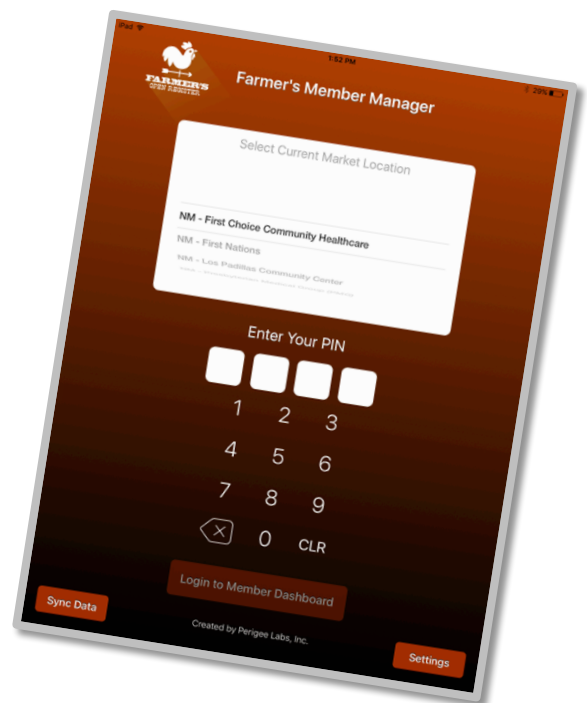 iPad
1:52 PM
29%
FARMER'S
OPEN REGISTER
Farmer's Member Manager
Select Current Market Location
NM - First Choice Community Healthcare
NM - First Nations
NM - Los Padillas Community Center
Enter Your PIN
1 2 3
4 5 6
7 8 9
0 CLR
Login to Member Dashboard
Sync Data
Created by Perigee Labs, Inc.
Settings